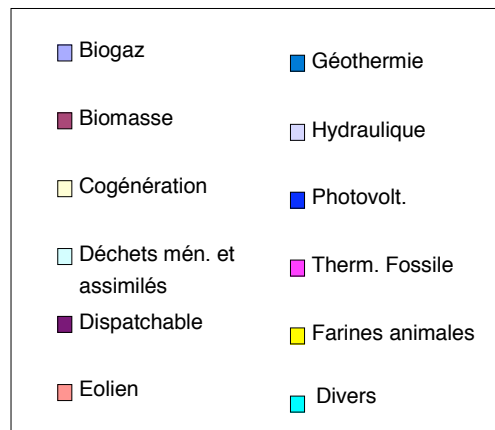 Biogaz
Biomasse
Cogénération
Déchets mén. et
assimilés
Dispatchable
Eolien
Géothermie
Hydraulique
Photovolt.
Therm. Fossile
Farines animales
Divers